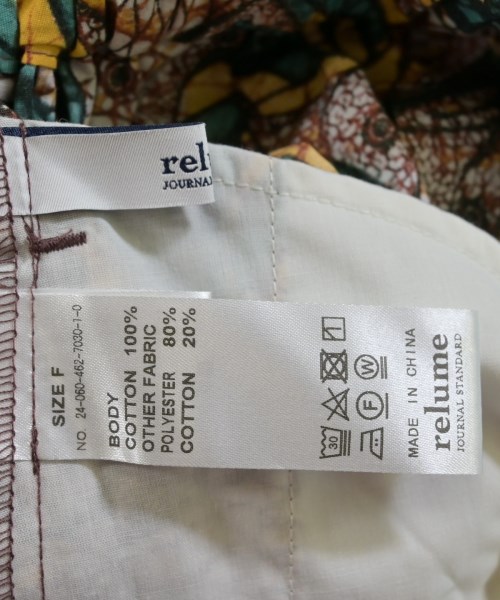 relume
JOURNAL
SIZE F
NO. 24-060-462-7030-1-0
BODY
COTTON 100%
OTHER FABRIC
POLYESTER 80%
COTTON 20%
30
F W
MADE IN CHINA
relume
JOURNAL STANDARD